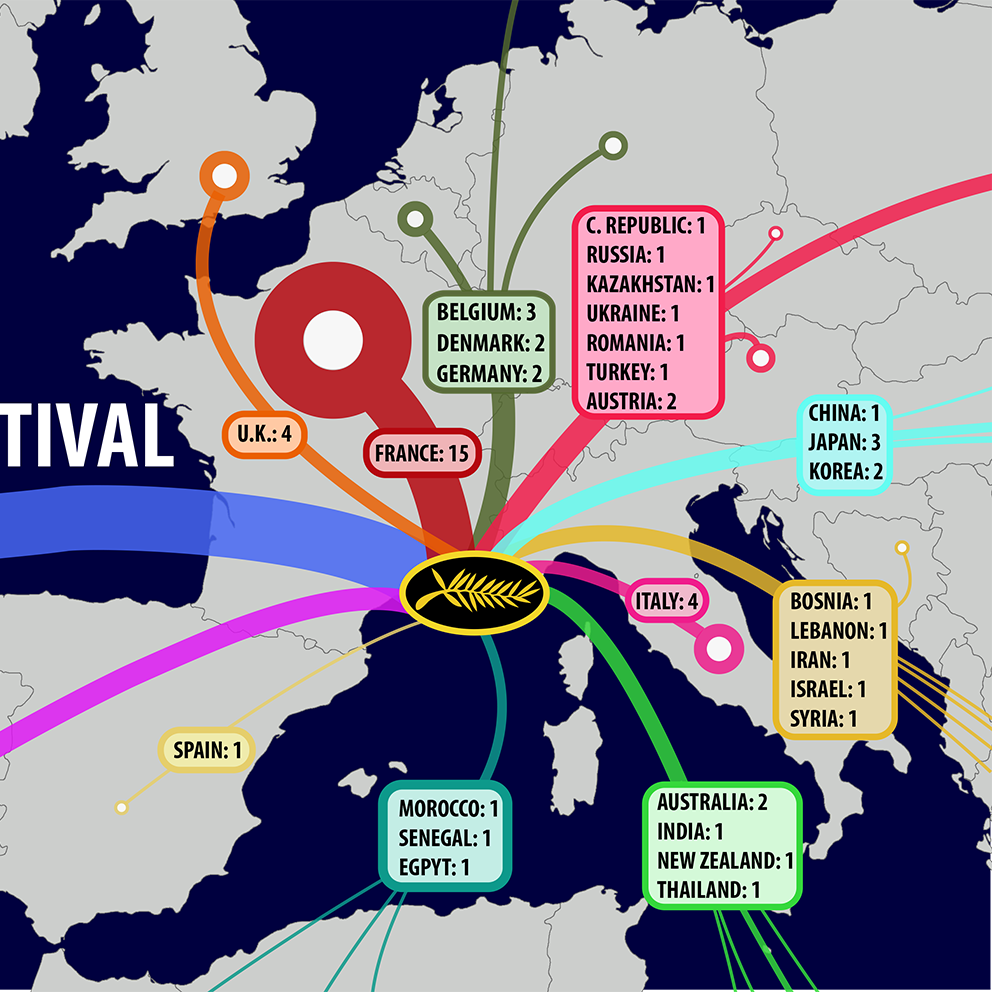 TIVAL
U.K.: 4
FRANCE: 15
BELGIUM: 3
DENMARK: 2
GERMANY: 2
C. REPUBLIC: 1
RUSSIA: 1
KAZAKHSTAN: 1
UKRAINE: 1
ROMANIA: 1
TURKEY: 1
AUSTRIA: 2
CHINA: 1
JAPAN: 3
KOREA: 2
ITALY: 4
BOSNIA: 1
LEBANON: 1
IRAN: 1
ISRAEL: 1
SYRIA: 1
SPAIN: 1
MOROCCO: 1
SENEGAL: 1
EGPYT: 1
AUSTRALIA: 2
INDIA: 1
NEW ZEALAND: 1
THAILAND: 1